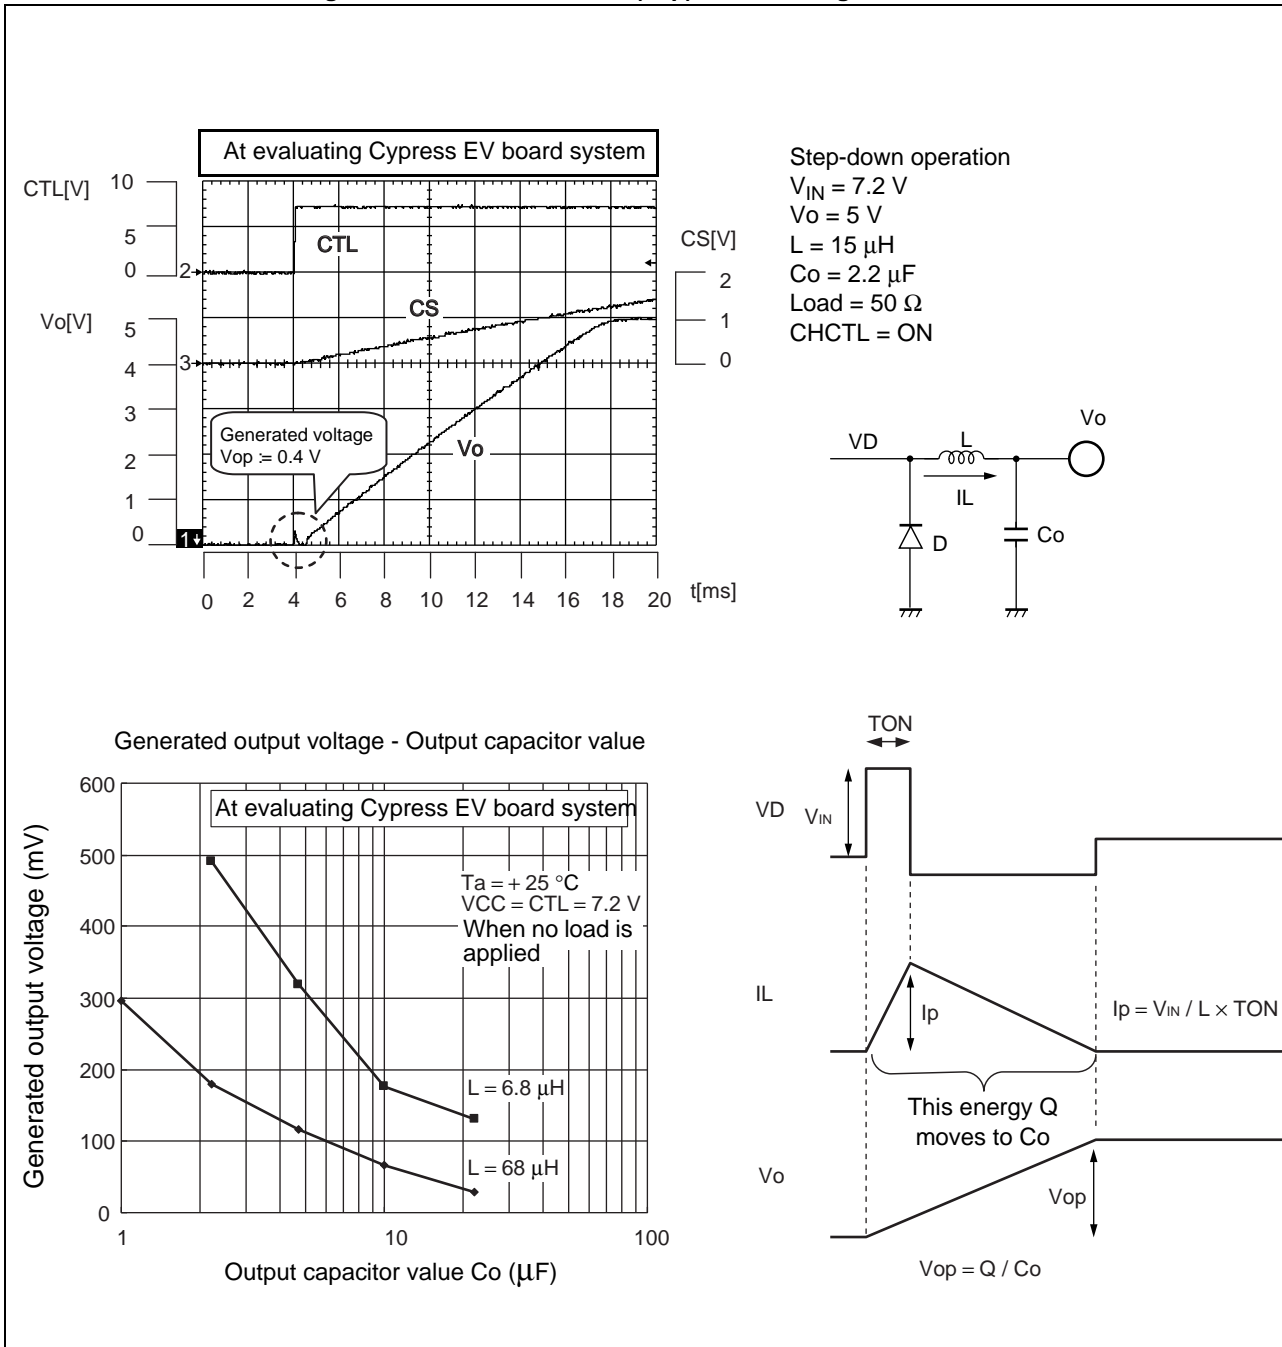 At evaluating Cypress EV board system
CTL[V]
10
5
0
2
CTL
CS[V]
2
1
0
CS
Vo[V]
5
4
3
2
1
0
3
1
Generated voltage
Vop ≔ 0.4 V
Vo
0 2 4 6 8 10 12 14 16 18 20 t[ms]
Step-down operation
VIN = 7.2 V
Vo = 5 V
L = 15 μH
Co = 2.2 μF
Load = 50 Ω
CHCTL = ON
VD
L
Vo
IL
D
Co
Generated output voltage - Output capacitor value
Generated output voltage (mV)
600
500
400
300
200
100
0
At evaluating Cypress EV board system
Ta = + 25 °C
VCC = CTL = 7.2 V
When no load is
applied
L = 6.8 μH
L = 68 μH
1 10 100
Output capacitor value Co (μF)
TON
VD
VIN
IL
Ip
Ip = VIN / L × TON
This energy Q
moves to Co
Vo
Vop
Vop = Q / Co